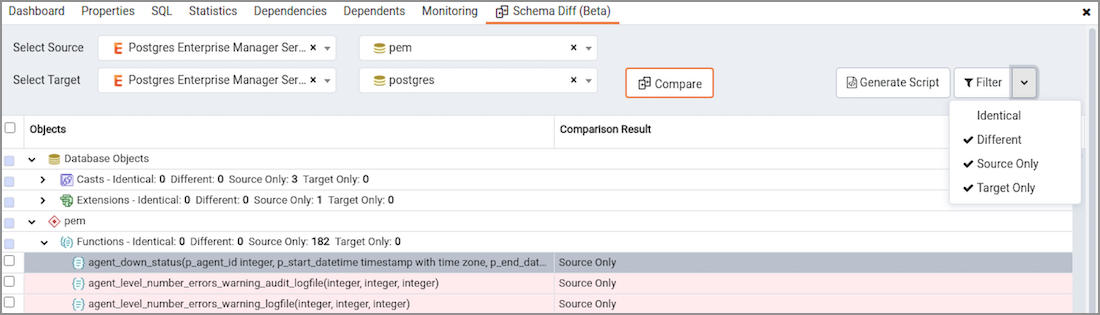 Dashboard Properties SQL Statistics Dependencies Dependents Monitoring Schema Diff (Beta)
Select Source Postgres Enterprise Manager Ser... pem
Select Target Postgres Enterprise Manager Ser... postgres Compare Generate Script Filter
Identical
Different
Source Only
Target Only
Objects Comparison Result
Database Objects
Casts - Identical: 0 Different: 0 Source Only: 3 Target Only: 0
Extensions - Identical: 0 Different: 0 Source Only: 1 Target Only: 0
pem
Functions - Identical: 0 Different: 0 Source Only: 182 Target Only: 0
agent_down_status(p_agent_id integer, p_start_datetime timestamp with time zone, p_end_dat... Source Only
agent_level_number_errors_warning_audit_logfile(integer, integer, integer) Source Only
agent_level_number_errors_warning_logfile(integer, integer, integer) Source Only